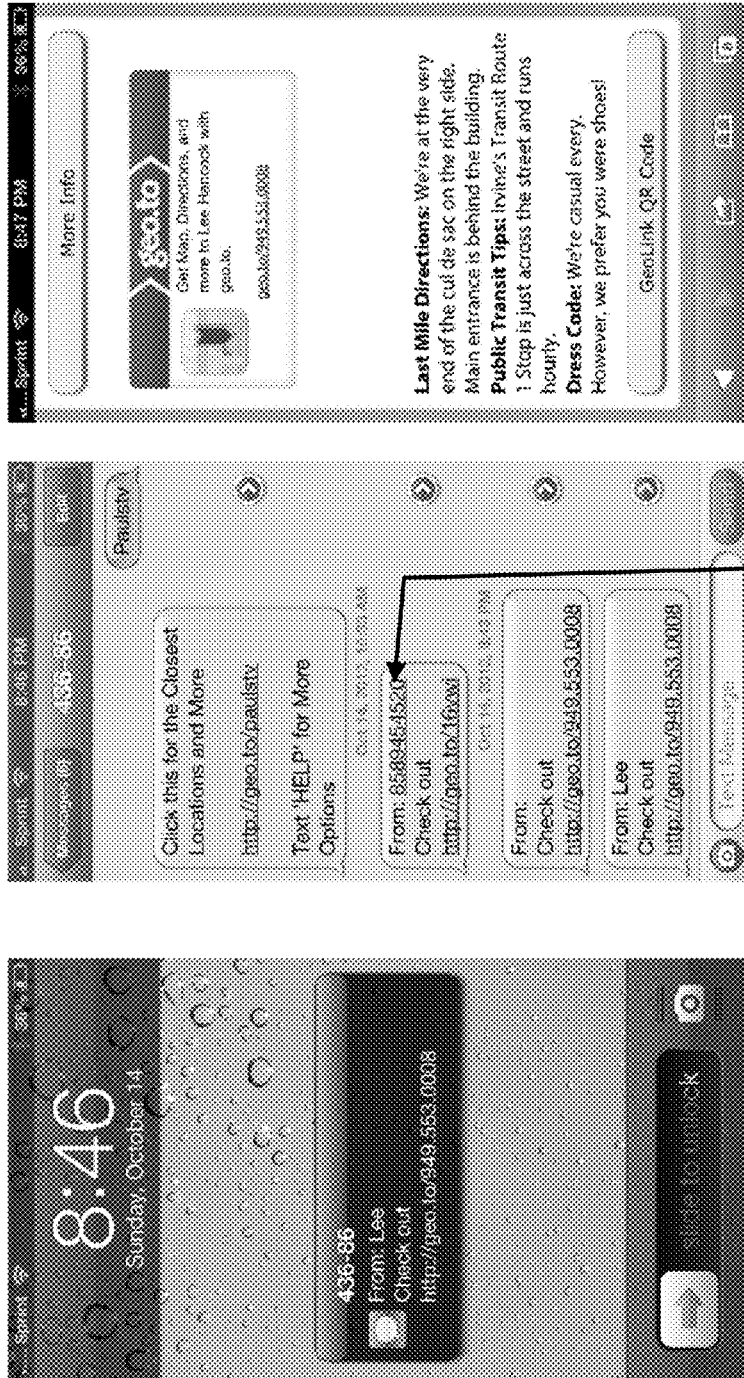 Sprint
8:46
Sunday, October 14
436-86
From: Lee
Check out
http://geo.to/949.553.0008
slide to unlock
Sprint
436-86
Paulstv
Click this for the Closest
Locations and More
http://geo.to/paulstv
Text 'HELP' for More
Options
From: 8589454520
Check out
http://geo.to/16vwi
From:
Check out
http://geo.to/949.553.0008
From: Lee
Check out
http://geo.to/949.553.0008
Text Message
Sprint 8:47 PM 36%
More Info
geo.to
Get Map, Directions, and
more to Lee Hancock with
geo.to.
geo.to/949.553.0008
Last Mile Directions: We're at the very
end of the cul de sac on the right side.
Main entrance is behind the building.
Public Transit Tips: Irvine's Transit Route
1 Stop is just across the street and runs
hourly.
Dress Code: We're casual every.
However, we prefer you were shoes!
GeoLink QR Code